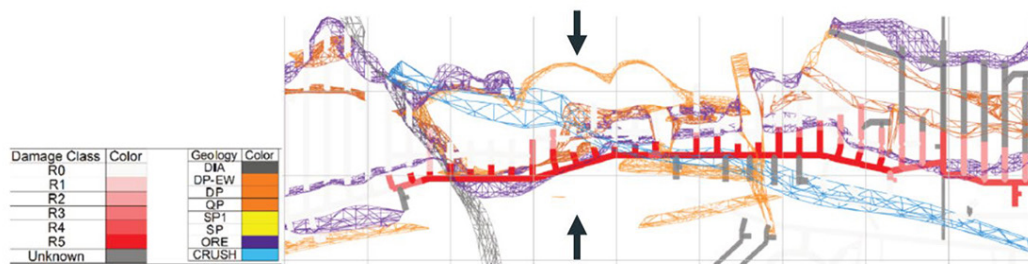 Damage Class Color
R0
R1
R2
R3
R4
R5
Unknown
Geology Color
DIA
DP-EW
DP
QP
SP1
SP
ORE
CRUSH